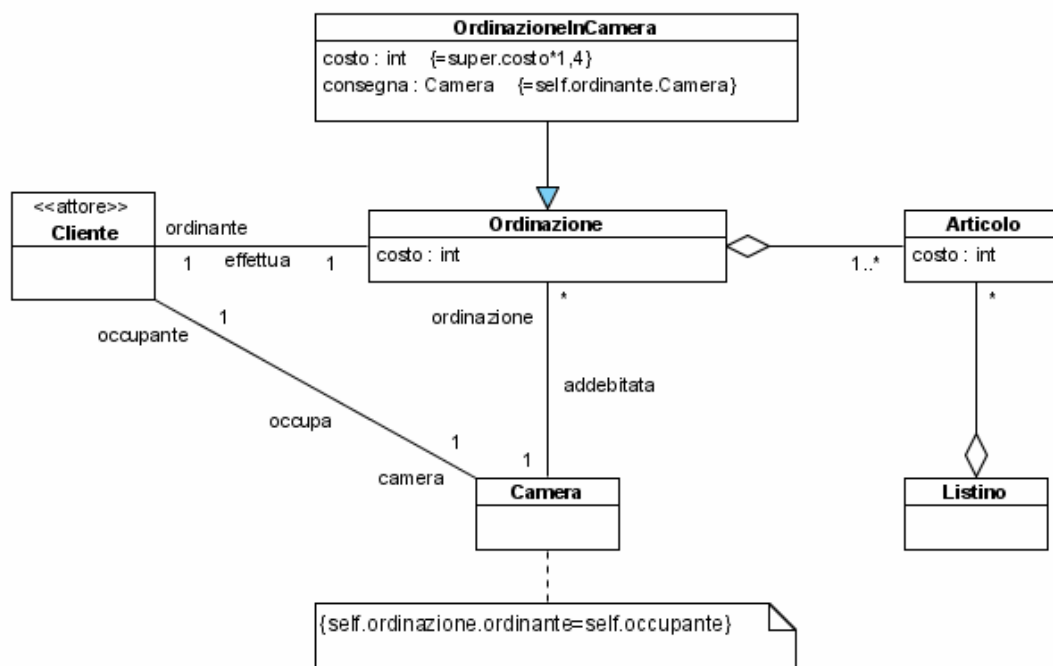 OrdinazioneInCamera
costo : int {=super.costo*1,4}
consegna : Camera {=self.ordinante.Camera}
<<attore>>
Cliente
ordinante
1
effettua
1
Ordinazione
costo : int
1..*
Articolo
costo : int
occupante
1
ordinazione
*
*
addebitata
occupa
1
camera
1
Camera
Listino
{self.ordinazione.ordinante=self.occupante}